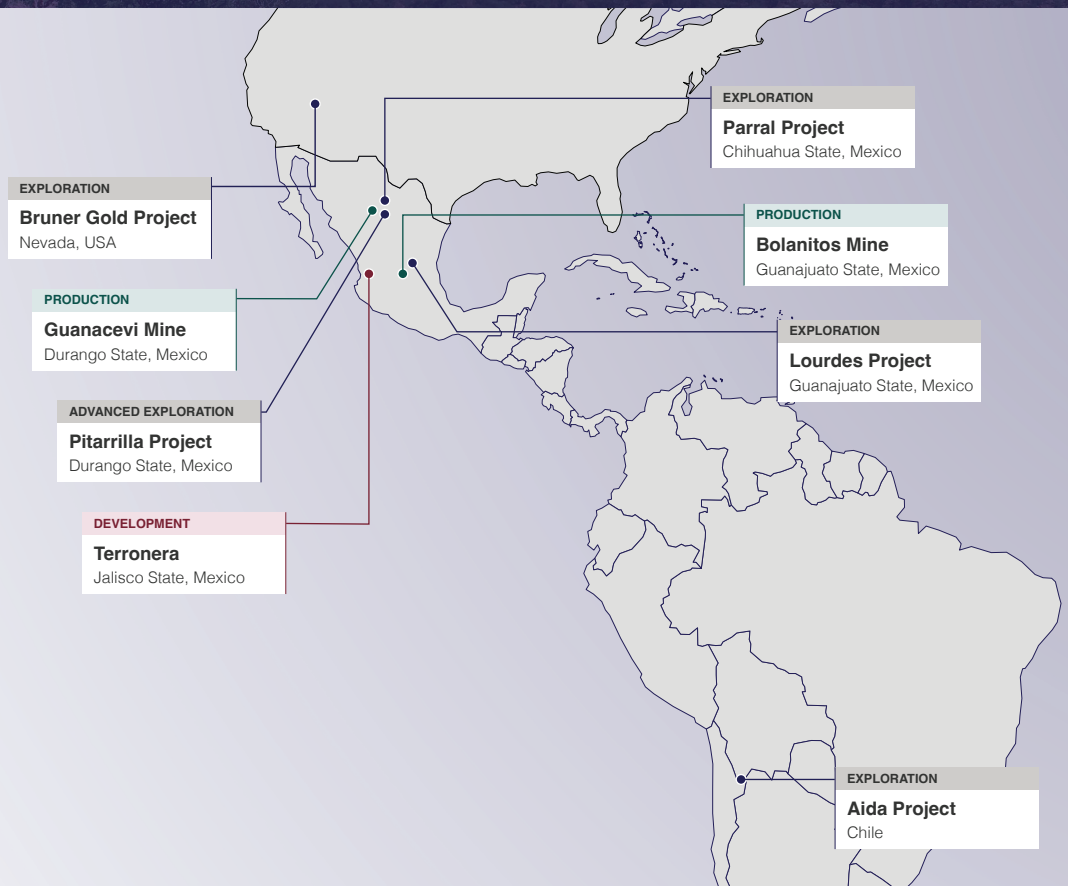 EXPLORATION
Parral Project
Chihuahua State, Mexico
EXPLORATION
Bruner Gold Project
Nevada, USA
PRODUCTION
Bolanitos Mine
Guanajuato State, Mexico
PRODUCTION
Guanacevi Mine
Durango State, Mexico
EXPLORATION
Lourdes Project
Guanajuato State, Mexico
ADVANCED EXPLORATION
Pitarrilla Project
Durango State, Mexico
DEVELOPMENT
Terronera
Jalisco State, Mexico
EXPLORATION
Aida Project
Chile